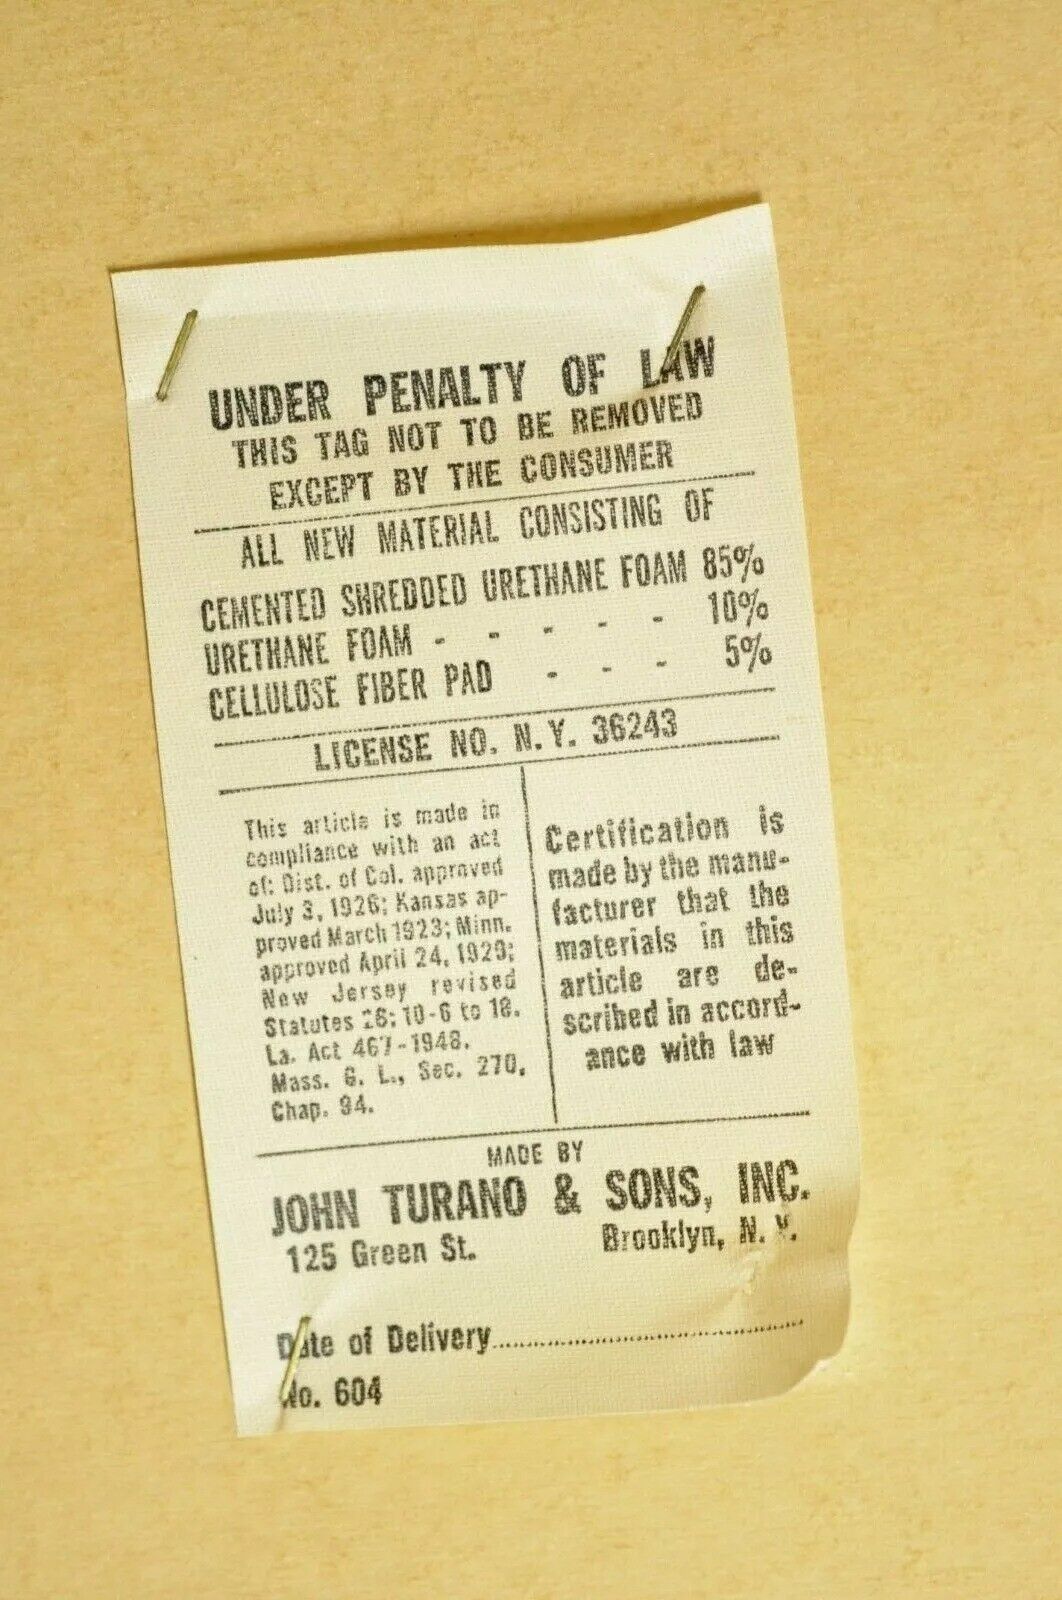 UNDER PENALTY OF LAW
THIS TAG NOT TO BE REMOVED
EXCEPT BY THE CONSUMER
ALL NEW MATERIAL CONSISTING OF
CEMENTED SHREDDED URETHANE FOAM 85%
URETHANE FOAM - - - - - 10%
CELLULOSE FIBER PAD - - - 5%
LICENSE NO. N.Y. 36243
This article is made in
compliance with an act
of: Dist. of Col. approved
July 3, 1926; Kansas ap-
proved March 1923; Minn.
approved April 24, 1929;
New Jersey revised
Statutes 26:10-6 to 18.
La. Act 467-1948.
Mass. G. L., Sec. 270,
Chap. 94.
Certification is
made by the manu-
facturer that the
materials in this
article are de-
scribed in accord-
ance with law
MADE BY
JOHN TURANO & SONS, INC.
125 Green St. Brooklyn, N. Y.
Date of Delivery....................
No. 604